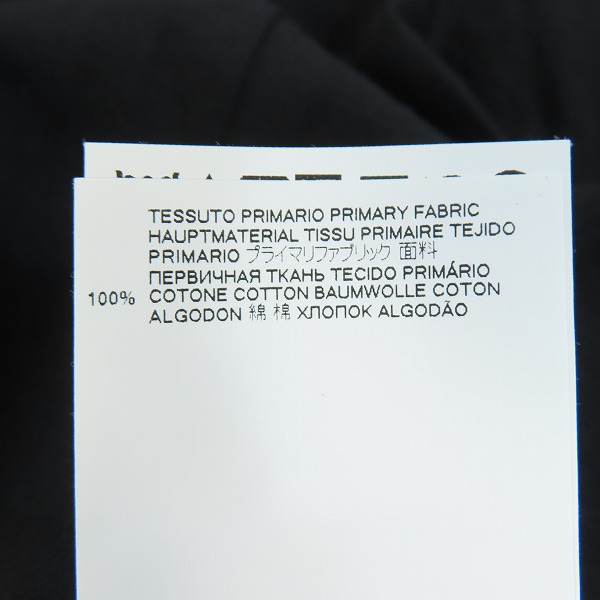 TESSUTO PRIMARIO PRIMARY FABRIC
HAUPTMATERIAL TISSU PRIMAIRE TEJIDO
PRIMARIO プライマリファブリック 面料
ПЕРВИЧНАЯ ТКАНЬ TECIDO PRIMÁRIO
100% COTONE COTTON BAUMWOLLE COTON
ALGODON 綿 棉 ХЛОПОК ALGODÃO